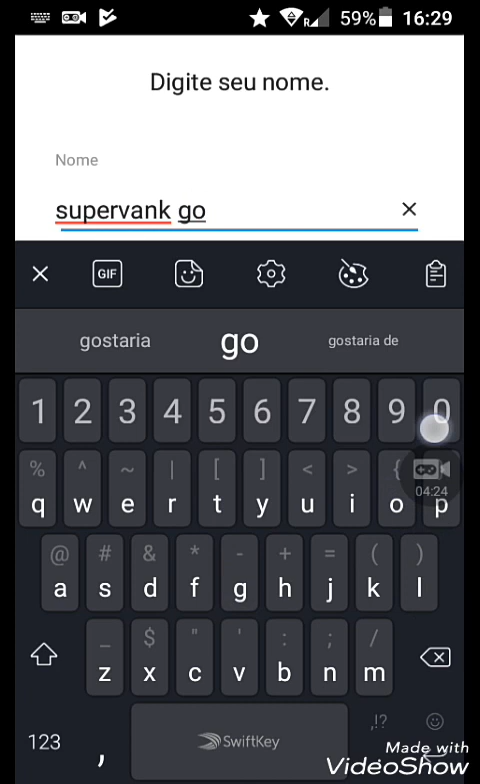 R 59% 16:29
Digite seu nome.
Nome
supervank go ×
× GIF
gostaria go gostaria de
1 2 3 4 5 6 7 8 9 0
% ^ ~ | [ ] < > {
q w e r t y u i o p
04:24
@ # & * - + = ( )
a s d f g h j k l
_ $ " ' : ; /
z x c v b n m
,!?
123 , SwiftKey
Made with
VideoShow